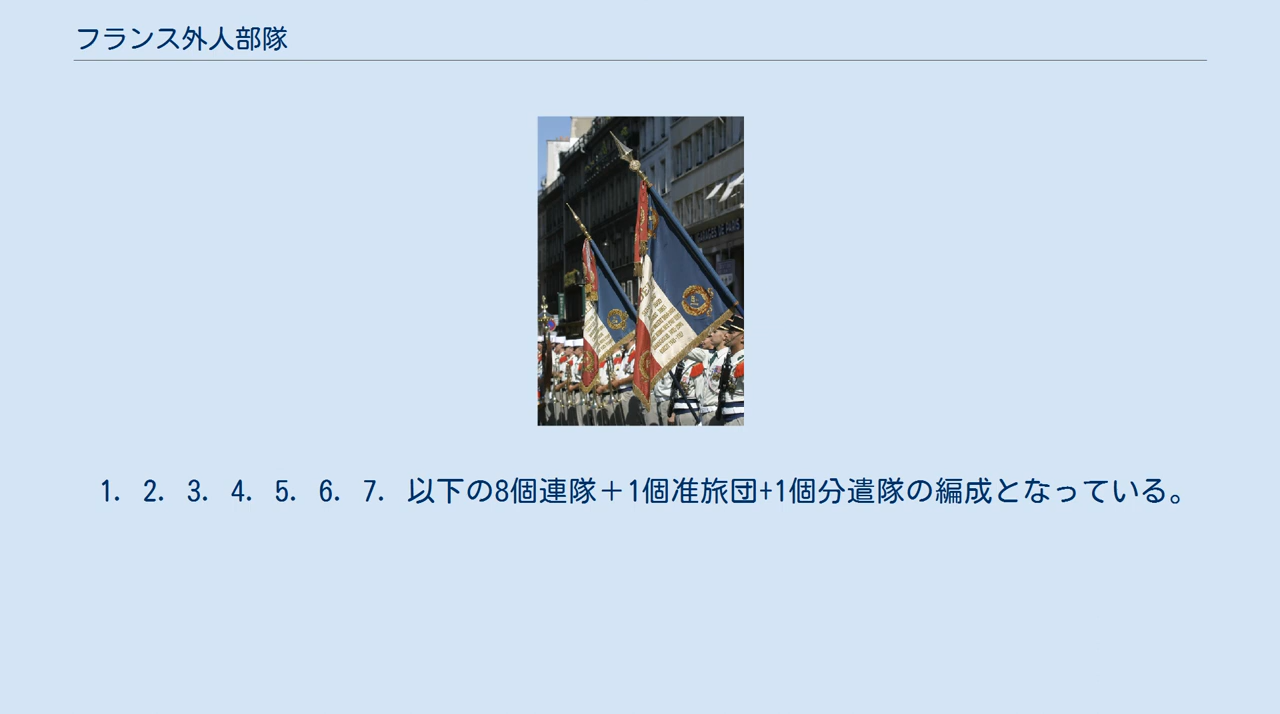 フランス外人部隊
1. 2. 3. 4. 5. 6. 7. 以下の8個連隊＋1個准旅団+1個分遣隊の編成となっている。